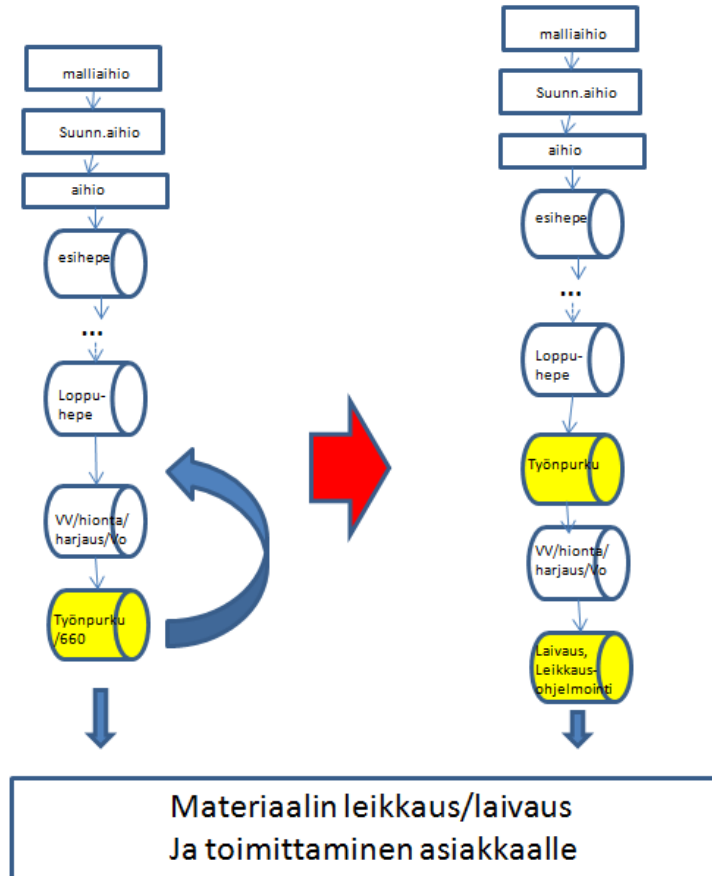 malliaihio
Suunn.aihio
aihio
esihepe
...
Loppu-
hepe
VV/hionta/
harjaus/Vo
Työnpurku
/660
malliaihio
Suunn.aihio
aihio
esihepe
...
Loppu-
hepe
Työnpurku
VV/hionta/
harjaus/Vo
Laivaus,
Leikkaus-
ohjelmointi
Materiaalin leikkaus/laivaus
Ja toimittaminen asiakkaalle